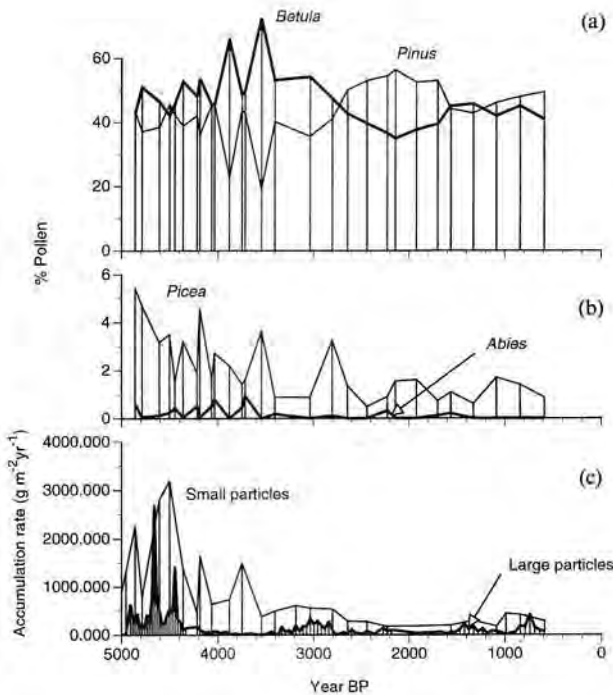 Betula
(a)
Pinus
60
40
20
0
% Pollen
6
Picea
(b)
4
Abies
2
0
4000.000
(c)
3000.000
Small particles
2000.000
Large particles
1000.000
0.000
Accumulation rate (g m-2yr-1)
5000 4000 3000 2000 1000 0
Year BP